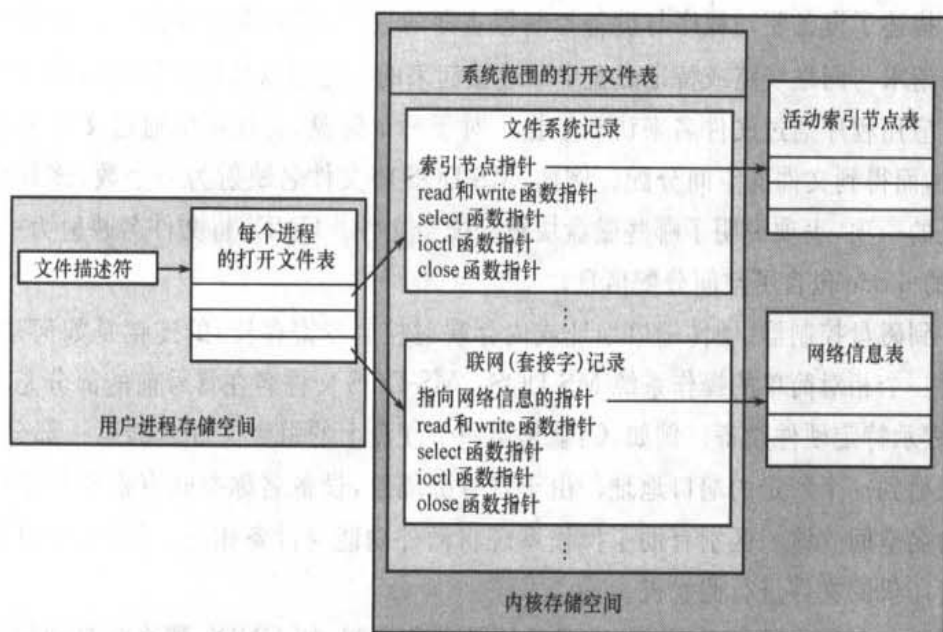 文件描述符
每个进程
的打开文件表
用户进程存储空间
系统范围的打开文件表
文件系统记录
索引节点指针
read和write函数指针
select函数指针
ioctl函数指针
close函数指针
⋮
联网(套接字)记录
指向网络信息的指针
read和write函数指针
select函数指针
ioctl函数指针
olose函数指针
⋮
内核存储空间
活动索引节点表
网络信息表